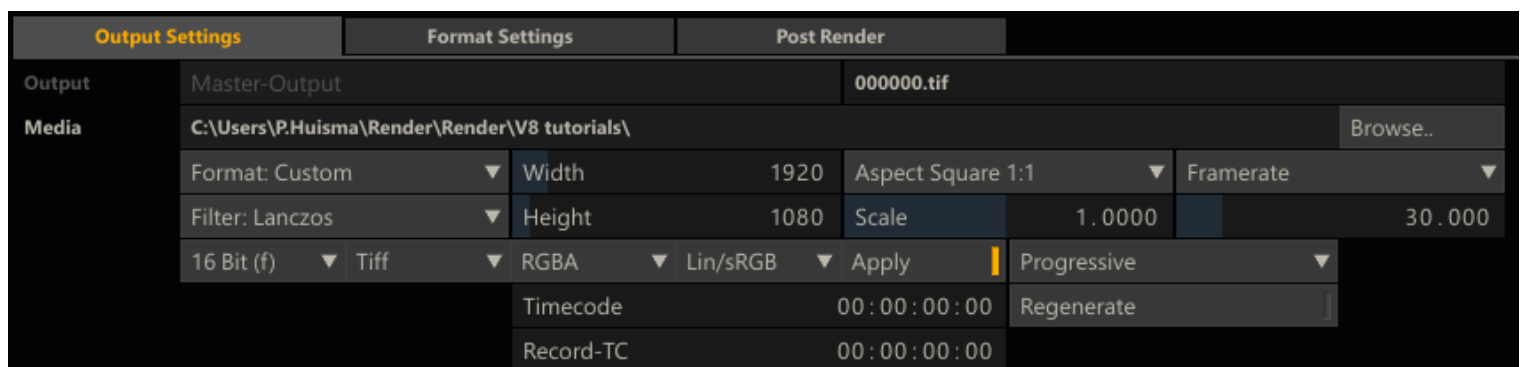 Output Settings Format Settings Post Render
Output Master-Output 000000.tif
Media C:\Users\P.Huisma\Render\Render\V8 tutorials\ Browse..
Format: Custom Width 1920 Aspect Square 1:1 Framerate
Filter: Lanczos Height 1080 Scale 1.0000 30.000
16 Bit (f) Tiff RGBA Lin/sRGB Apply Progressive
Timecode 00:00:00:00 Regenerate
Record-TC 00:00:00:00